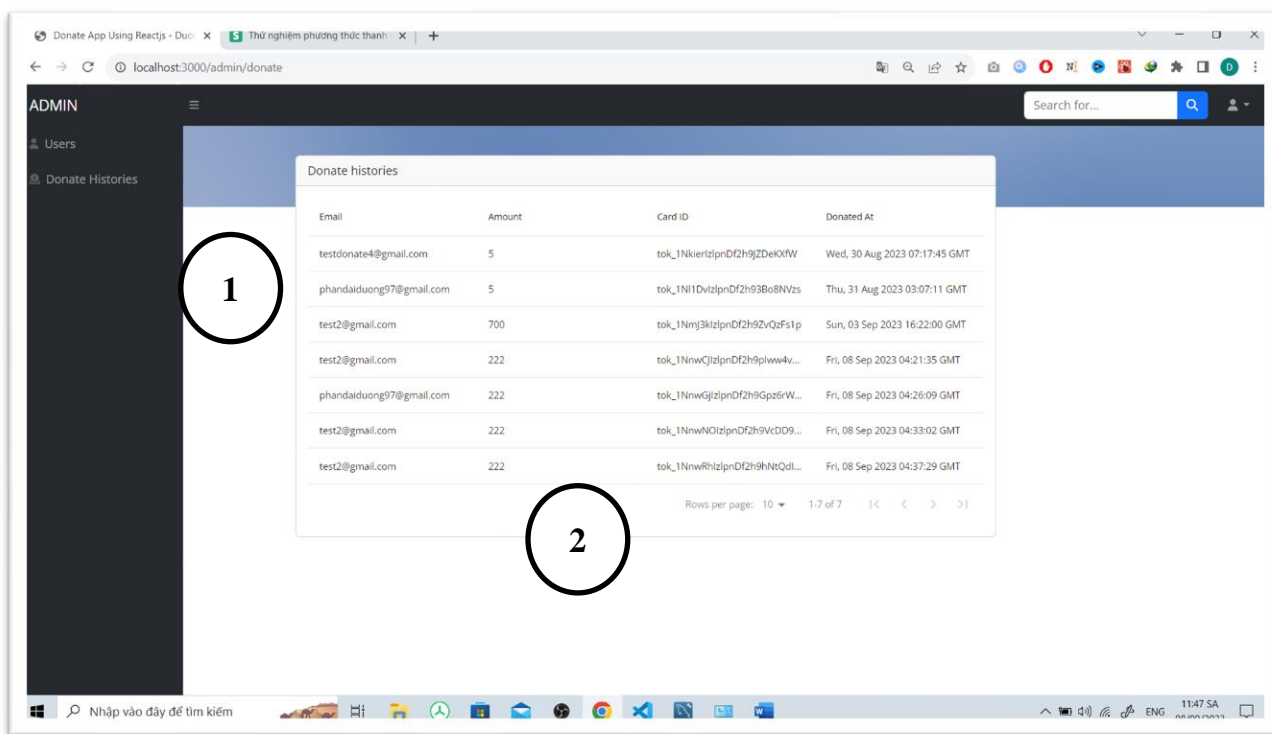 Donate App Using Reactjs - Duo
Thử nghiệm phương thức thanh
localhost:3000/admin/donate
ADMIN
Search for...
Users
Donate Histories
Donate histories
Email Amount Card ID Donated At
testdonate4@gmail.com 5 Wed, 30 Aug 2023 07:17:45 GMT
1
phandaiduong97@gmail.com 5 Thu, 31 Aug 2023 03:07:11 GMT
test2@gmail.com 700 Sun, 03 Sep 2023 16:22:00 GMT
test2@gmail.com 222 Fri, 08 Sep 2023 04:21:35 GMT
phandaiduong97@gmail.com 222 Fri, 08 Sep 2023 04:26:09 GMT
test2@gmail.com 222 Fri, 08 Sep 2023 04:33:02 GMT
test2@gmail.com 222 Fri, 08 Sep 2023 04:37:29 GMT
Rows per page: 10 1-7 of 7
2
Nhập vào đây để tìm kiếm
ENG
11:47 SA